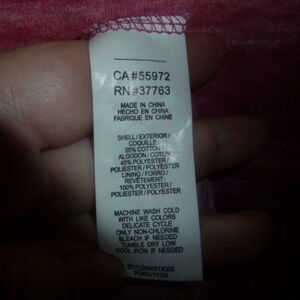 CA#55972
RN#37763
MADE IN CHINA
HECHO EN CHINA
FABRIQUE EN CHINE
SHELL/EXTERIOR/
COQUILLE:
55% COTTON/
ALGODON/COTON
45% POLYESTER/
POLIESTER/POLYESTER
LINING/FORRO/
REVÊTEMENT:
100% POLYESTER/
POLIESTER/POLYESTER
MACHINE WASH COLD
WITH LIKE COLORS
DELICATE CYCLE
ONLY NON-CHLORINE
BLEACH IF NEEDED
TUMBLE DRY LOW
COOL IRON IF NEEDED